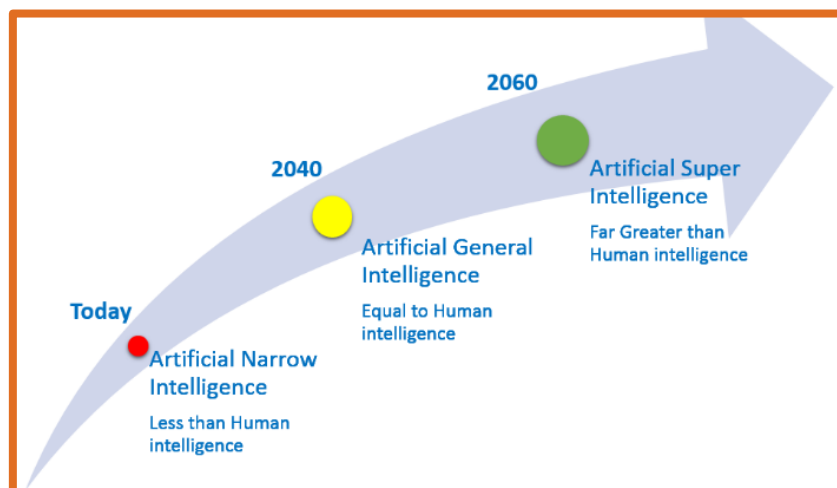 Today
Artificial Narrow
Intelligence
Less than Human
intelligence
2040
Artificial General
Intelligence
Equal to Human
intelligence
2060
Artificial Super
Intelligence
Far Greater than
Human intelligence